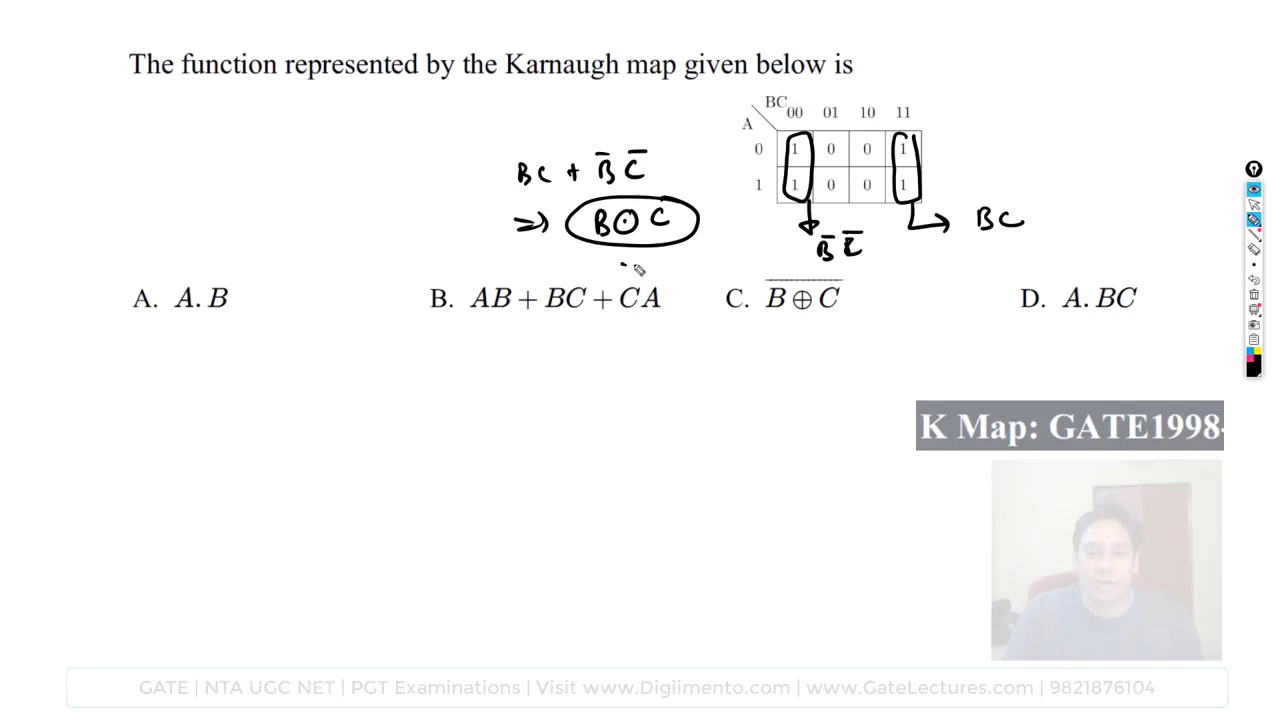 The function represented by the Karnaugh map given below is
BC 00 01 10 11
A
0 1 0 0 1
1 1 0 0 1
BC + B̅ C̅
=> B⊙C
B̅ C̅
BC
A. A.B
B. AB + BC + CA
C. \overline{B ⊕ C}
D. A.BC
K Map: GATE1998-
GATE | NTA UGC NET | PGT Examinations | Visit www.Digiimento.com | www.GateLectures.com | 9821876104